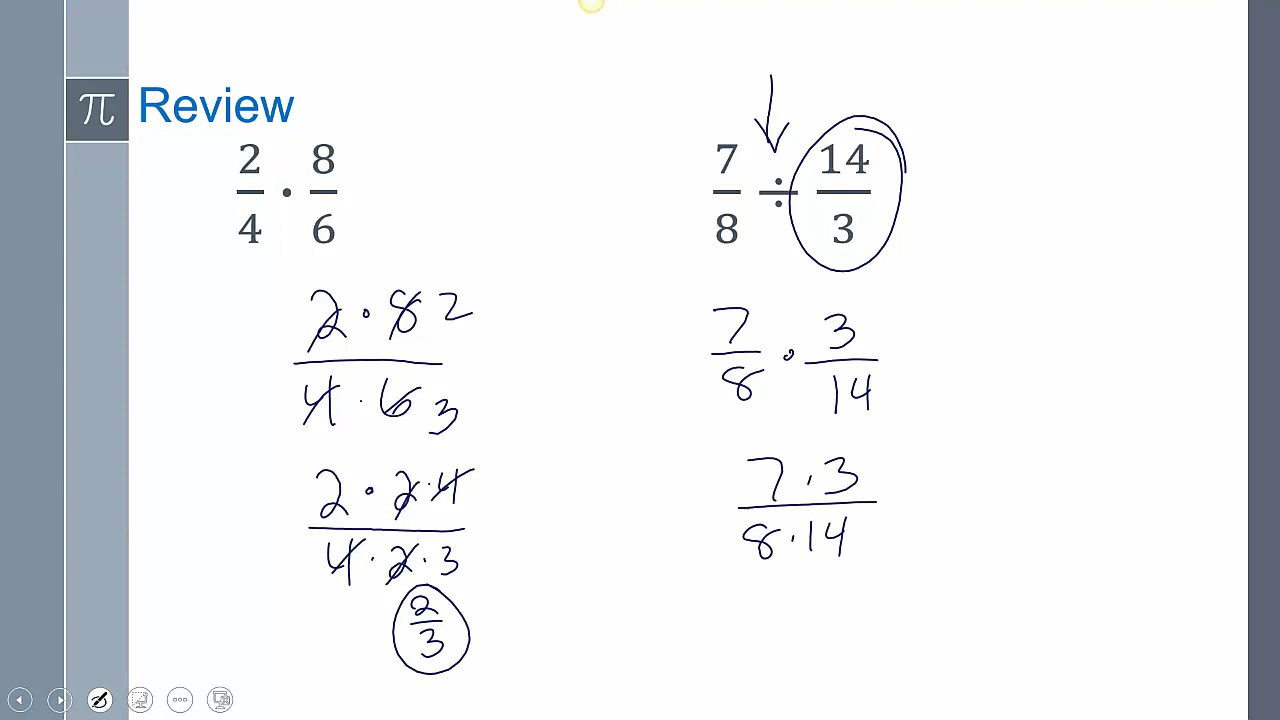 π Review
2/4 · 8/6
2 · 8 2
4 · 6 3
2 · 2 · 4
4 · 2 · 3
2/3
7/8 ÷ 14/3
7/8 · 3/14
7 · 3
8 · 14